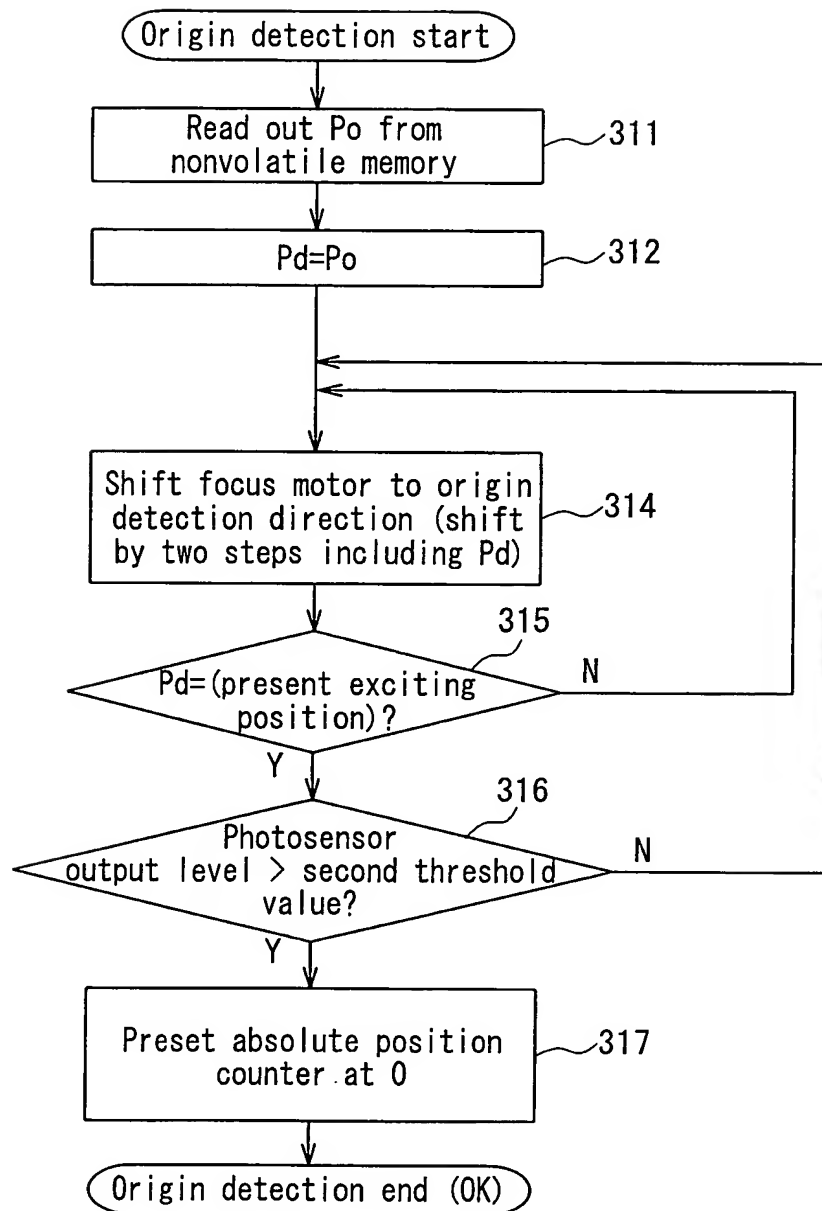 Origin detection start
Read out Po from
nonvolatile memory
311
Pd=Po
312
Shift focus motor to origin
detection direction (shift
by two steps including Pd)
314
315
Pd=(present exciting
position)?
N
Y
316
Photosensor
output level > second threshold
value?
N
Y
Preset absolute position
counter at 0
317
Origin detection end (OK)